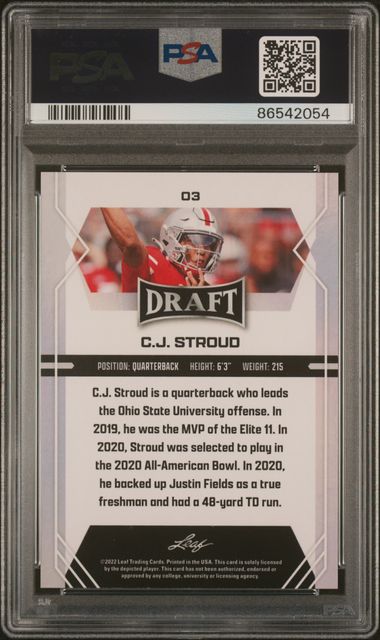 PSA
PSA
86542054
03
DRAFT
C.J. STROUD
POSITION: QUARTERBACK HEIGHT: 6'3" WEIGHT: 215
C.J. Stroud is a quarterback who leads
the Ohio State University offense. In
2019, he was the MVP of the Elite 11. In
2020, Stroud was selected to play in
the 2020 All-American Bowl. In 2020,
he backed up Justin Fields as a true
freshman and had a 48-yard TD run.
Leaf
©2022 Leaf Trading Cards. Printed in the USA. This card is solely licensed
by the depicted player. This card has not been authorized, endorsed or
approved by any college, university or licensing agency.
PSA